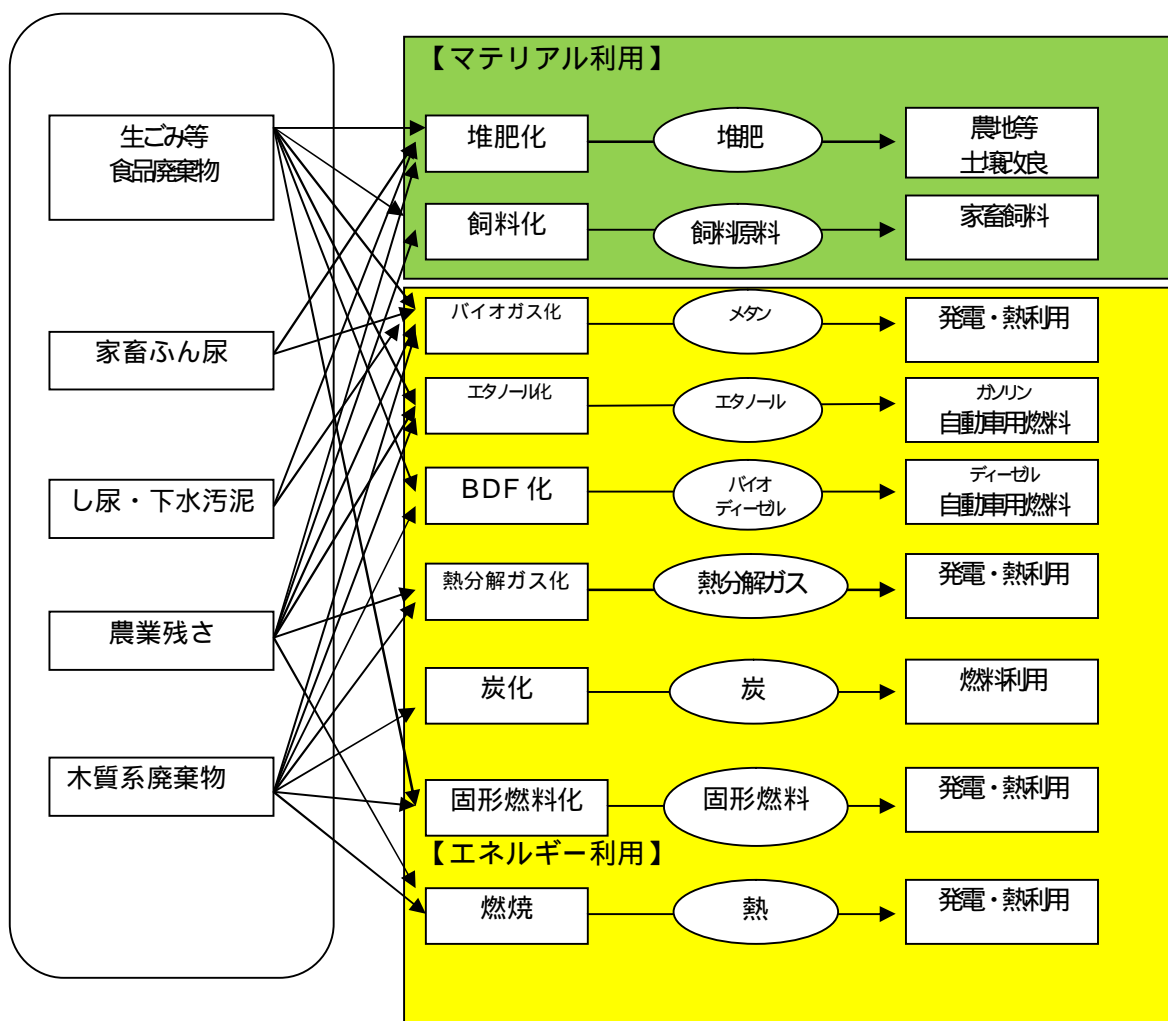 生ごみ等
食品廃棄物
家畜ふん尿
し尿・下水汚泥
農業残さ
木質系廃棄物
【マテリアル利用】
堆肥化
堆肥
農地等
土壌改良
飼料化
飼料原料
家畜飼料
バイオガス化
メタン
発電・熱利用
エタノール化
エタノール
ガソリン
自動車用燃料
BDF 化
バイオ
ディーゼル
ディーゼル
自動車用燃料
熱分解ガス化
熱分解ガス
発電・熱利用
炭化
炭
燃料利用
固形燃料化
固形燃料
発電・熱利用
【エネルギー利用】
燃焼
熱
発電・熱利用